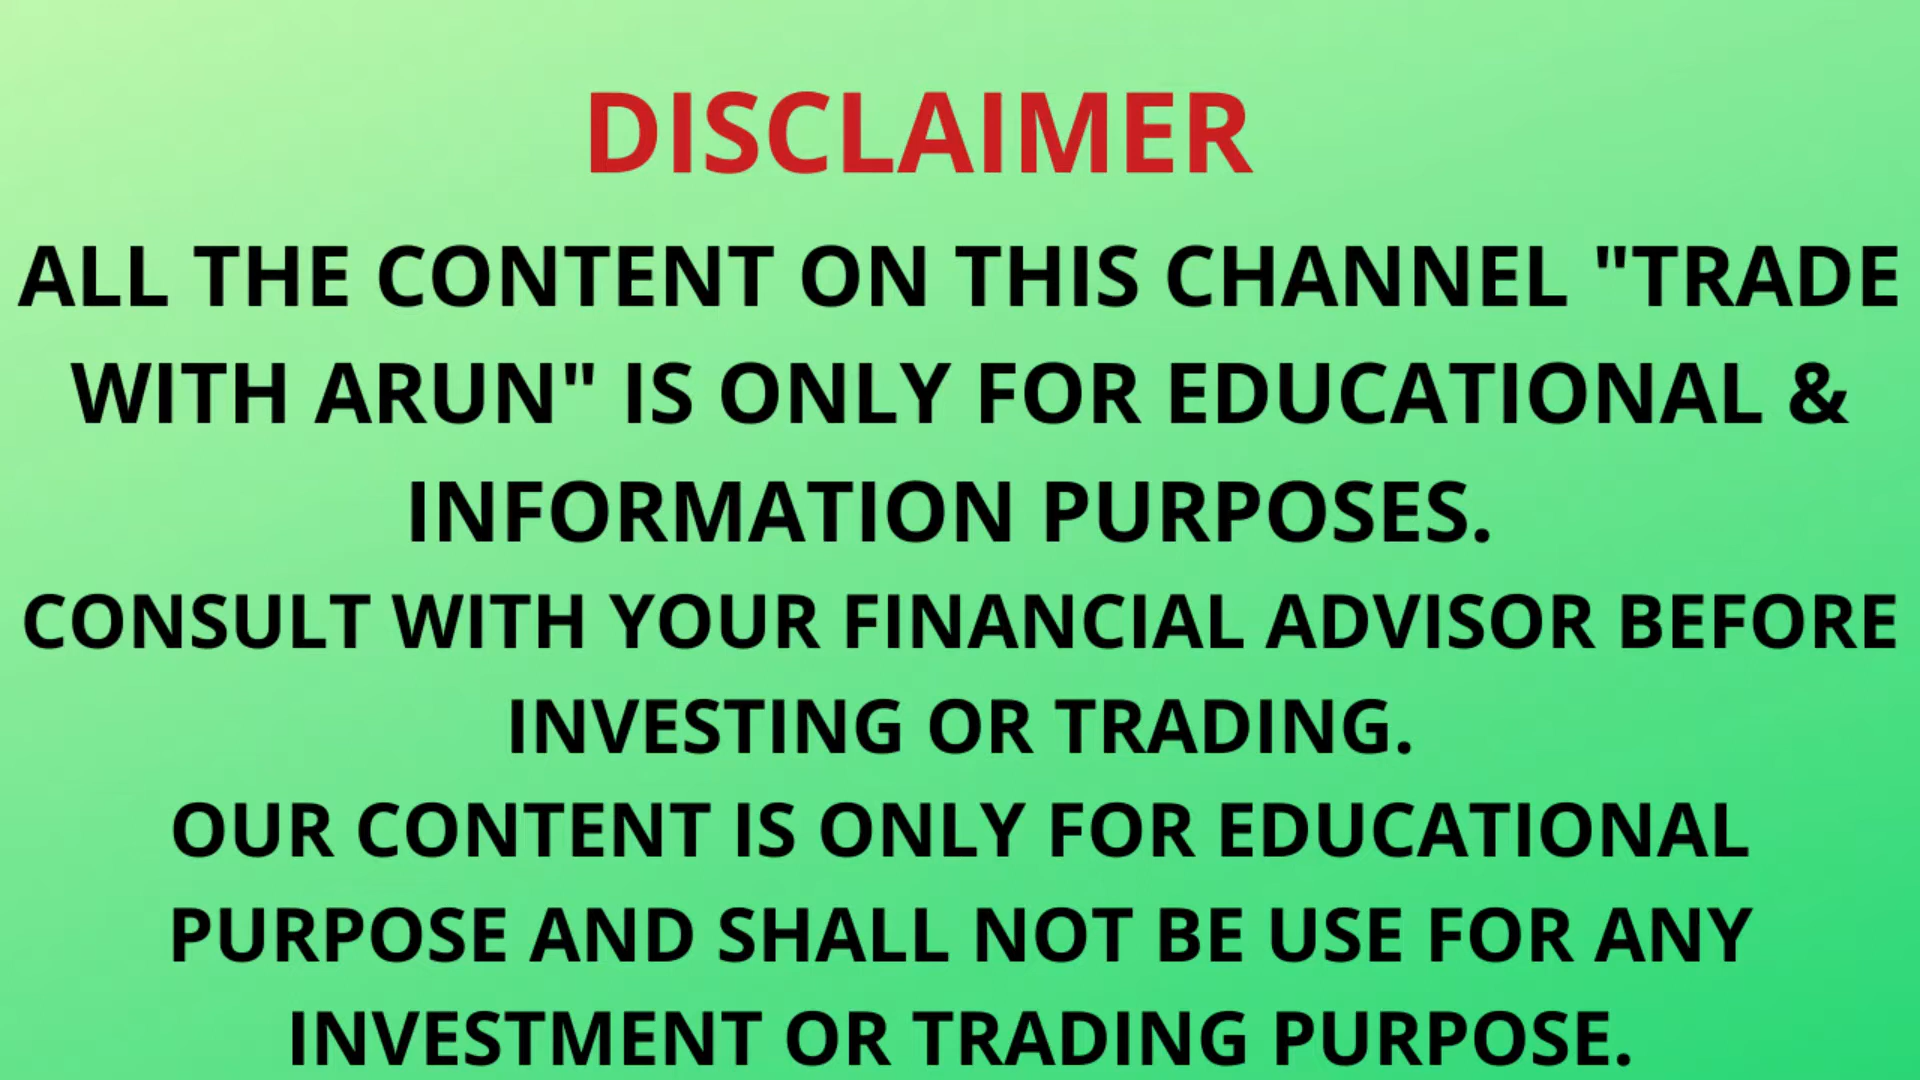 DISCLAIMER
ALL THE CONTENT ON THIS CHANNEL "TRADE
WITH ARUN" IS ONLY FOR EDUCATIONAL &
INFORMATION PURPOSES.
CONSULT WITH YOUR FINANCIAL ADVISOR BEFORE
INVESTING OR TRADING.
OUR CONTENT IS ONLY FOR EDUCATIONAL
PURPOSE AND SHALL NOT BE USE FOR ANY
INVESTMENT OR TRADING PURPOSE.